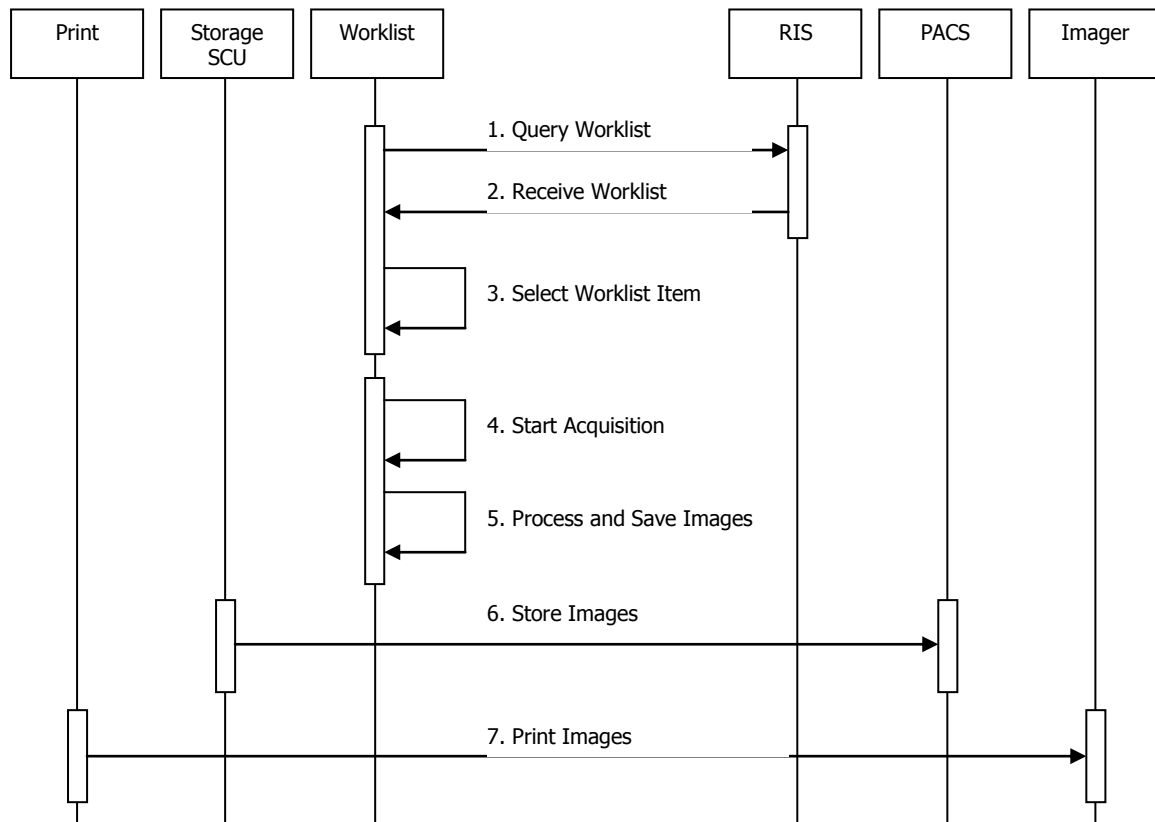 Print
Storage
SCU
Worklist
RIS
PACS
Imager
1. Query Worklist
2. Receive Worklist
3. Select Worklist Item
4. Start Acquisition
5. Process and Save Images
6. Store Images
7. Print Images